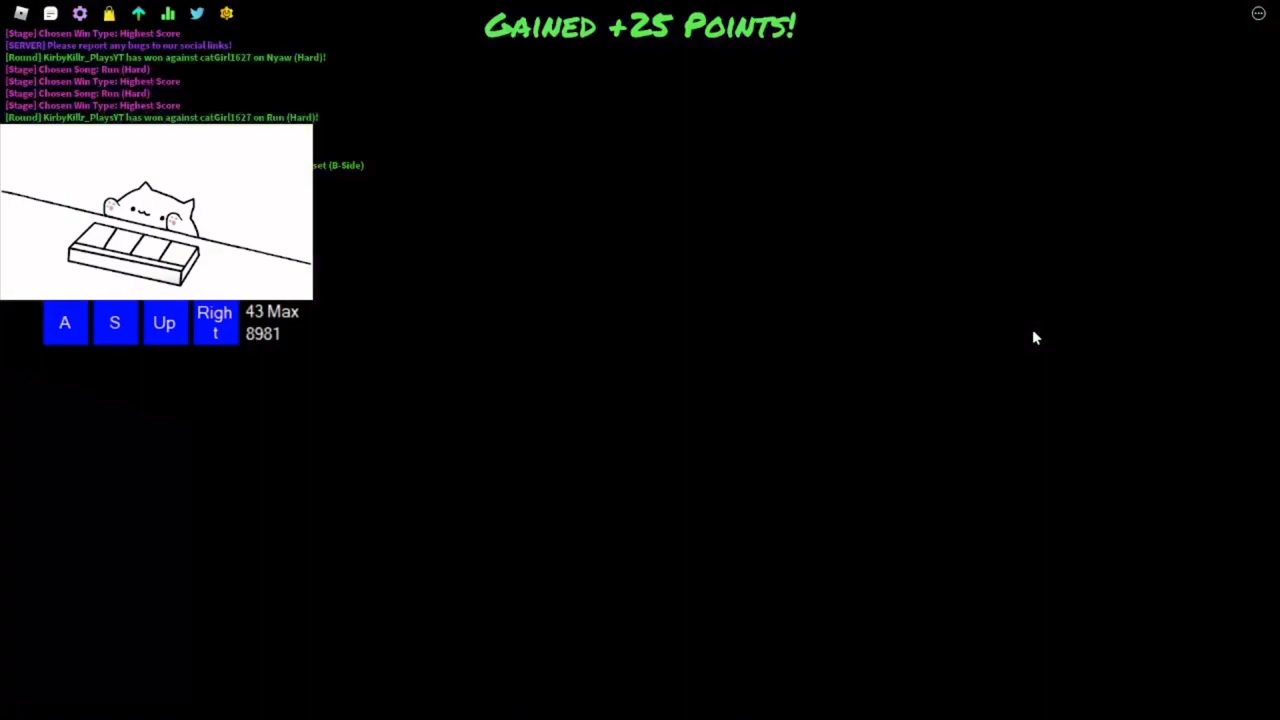 GAINED +25 POINTS!
[Stage] Chosen Win Type: Highest Score
[SERVER] Please report any bugs to our social links!
[Round] KirbyKillr_PlaysYT has won against catGirl1627 on Nyaw (Hard)!
[Stage] Chosen Song: Run (Hard)
[Stage] Chosen Win Type: Highest Score
[Stage] Chosen Song: Run (Hard)
[Stage] Chosen Win Type: Highest Score
[Round] KirbyKillr_PlaysYT has won against catGirl1627 on Run (Hard)!
set (B-Side)
A
S
Up
Righ
t
43 Max
8981